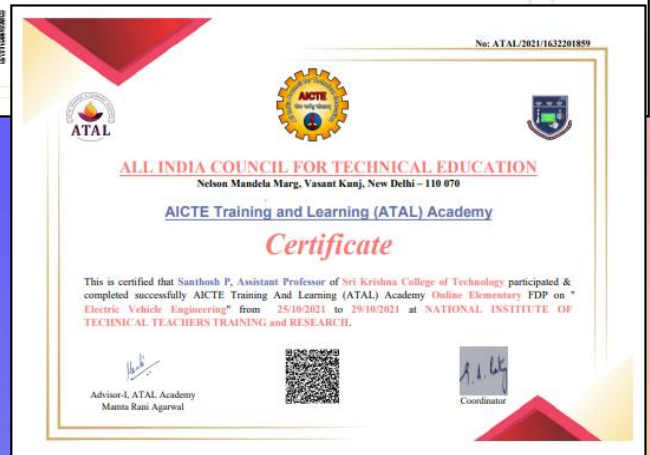 No: ATAL/2021/1632201859
ATAL
AICTE
ALL INDIA COUNCIL FOR TECHNICAL EDUCATION
Nelson Mandela Marg, Vasant Kunj, New Delhi – 110 070
AICTE Training and Learning (ATAL) Academy
Certificate
This is certified that Santhosh P, Assistant Professor of Sri Krishna College of Technology participated &
completed successfully AICTE Training And Learning (ATAL) Academy Online Elementary FDP on "
Electric Vehicle Engineering" from 25/10/2021 to 29/10/2021 at NATIONAL INSTITUTE OF
TECHNICAL TEACHERS TRAINING and RESEARCH.
Advisor-I, ATAL Academy
Mamta Rani Agarwal
Coordinator